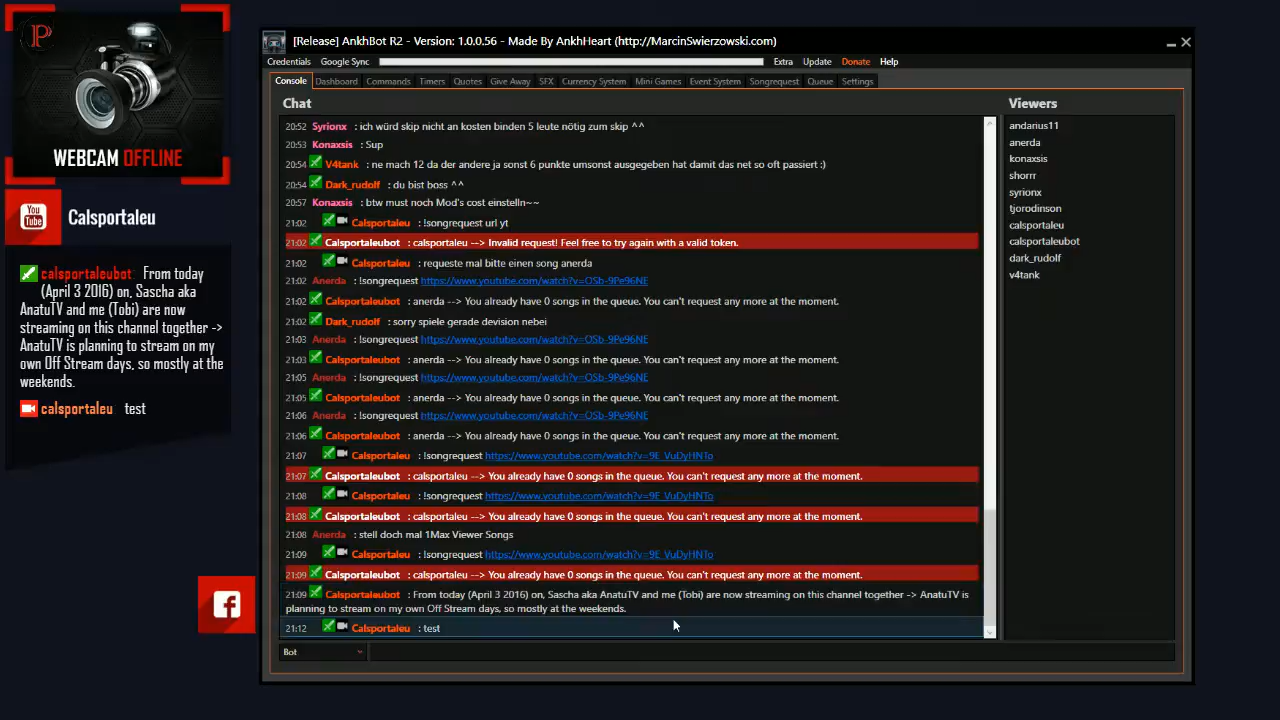 P
WEBCAM OFFLINE
You
Tube
Calsportaleu
calsportaleubot From today
(April 3 2016) on, Sascha aka
AnatuTV and me (Tobi) are now
streaming on this channel together ->
AnatuTV is planning to stream on my
own Off Stream days, so mostly at the
weekends.
calsportaleu test
[Release] AnkhBot R2 - Version: 1.0.0.56 - Made By AnkhHeart (http://MarcinSwierzowski.com)
Credentials Google Sync Extra Update Donate Help
Console Dashboard Commands Timers Quotes Give Away SFX Currency System Mini Games Event System Songrequest Queue Settings
Chat
20:52 Syrionx : ich würd skip nicht an kosten binden 5 leute nötig zum skip ^^
20:53 Konaxsis : Sup
20:54 V4tank : ne mach 12 da der andere ja sonst 6 punkte umsonst ausgegeben hat damit das net so oft passiert :)
20:54 Dark_rudolf : du bist boss ^^
20:57 Konaxsis : btw must noch Mod's cost einstelln~~
21:02 Calsportaleu : !songrequest url yt
21:02 Calsportaleubot : calsportaleu --> Invalid request! Feel free to try again with a valid token.
21:02 Calsportaleu : requeste mal bitte einen song anerda
21:02 Anerda : !songrequest https://www.youtube.com/watch?v=OSb-9Pe96NE
21:02 Calsportaleubot : anerda --> You already have 0 songs in the queue. You can't request any more at the moment.
21:02 Dark_rudolf : sorry spiele gerade devision nebei
21:03 Anerda : !songrequest https://www.youtube.com/watch?v=OSb-9Pe96NE
21:03 Calsportaleubot : anerda --> You already have 0 songs in the queue. You can't request any more at the moment.
21:05 Anerda : !songrequest https://www.youtube.com/watch?v=OSb-9Pe96NE
21:05 Calsportaleubot : anerda --> You already have 0 songs in the queue. You can't request any more at the moment.
21:06 Anerda : !songrequest https://www.youtube.com/watch?v=OSb-9Pe96NE
21:06 Calsportaleubot : anerda --> You already have 0 songs in the queue. You can't request any more at the moment.
21:07 Calsportaleu : !songrequest https://www.youtube.com/watch?v=9E_VuDyHNTo
21:07 Calsportaleubot : calsportaleu --> You already have 0 songs in the queue. You can't request any more at the moment.
21:08 Calsportaleu : !songrequest https://www.youtube.com/watch?v=9E_VuDyHNTo
21:08 Calsportaleubot : calsportaleu --> You already have 0 songs in the queue. You can't request any more at the moment.
21:08 Anerda : stell doch mal 1Max Viewer Songs
21:09 Calsportaleu : !songrequest https://www.youtube.com/watch?v=9E_VuDyHNTo
21:09 Calsportaleubot : calsportaleu --> You already have 0 songs in the queue. You can't request any more at the moment.
21:09 Calsportaleubot : From today (April 3 2016) on, Sascha aka AnatuTV and me (Tobi) are now streaming on this channel together -> AnatuTV is
planning to stream on my own Off Stream days, so mostly at the weekends.
21:12 Calsportaleu : test
Bot
Viewers
andarius11
anerda
konaxsis
shorrr
syrionx
tjorodinson
calsportaleu
calsportaleubot
dark_rudolf
v4tank